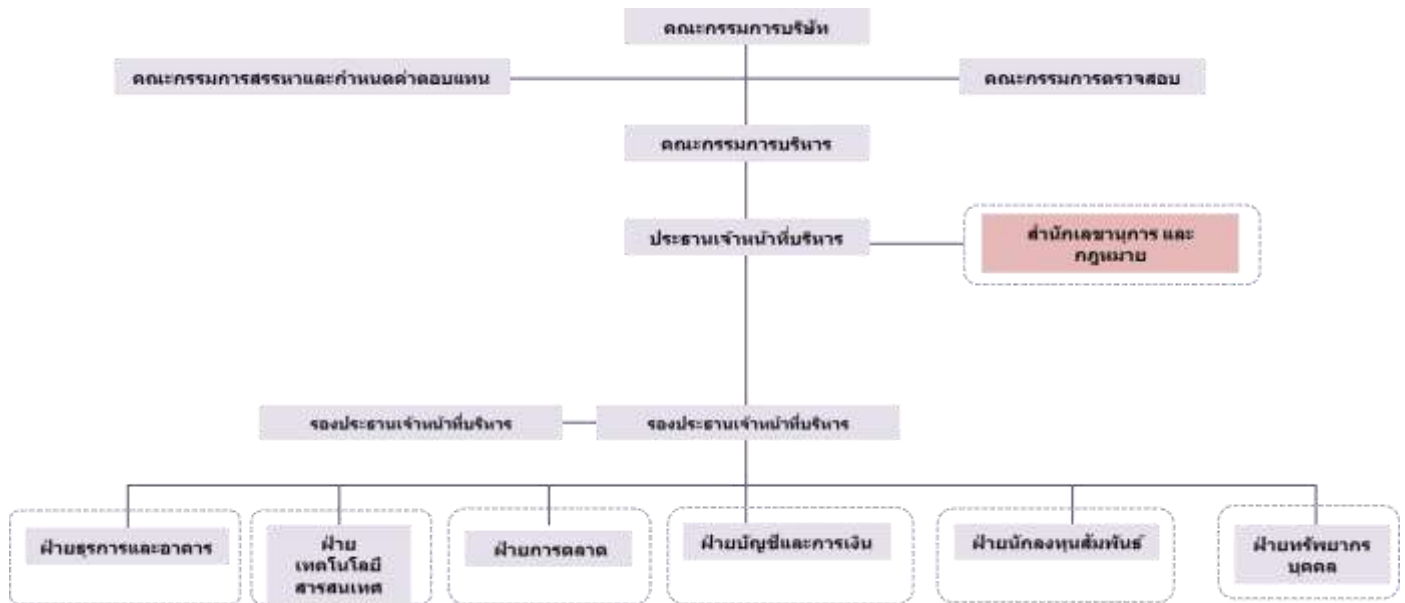 คณะกรรมการบริษัท
คณะกรรมการสรรหาและกำหนดค่าตอบแทน
คณะกรรมการตรวจสอบ
คณะกรรมการบริหาร
ประธานเจ้าหน้าที่บริหาร
สำนักเลขานุการ และ
กฎหมาย
รองประธานเจ้าหน้าที่บริหาร
รองประธานเจ้าหน้าที่บริหาร
ฝ่ายธุรการและอาคาร
ฝ่าย
เทคโนโลยี
สารสนเทศ
ฝ่ายการตลาด
ฝ่ายบัญชีและการเงิน
ฝ่ายนักลงทุนสัมพันธ์
ฝ่ายทรัพยากร
บุคคล